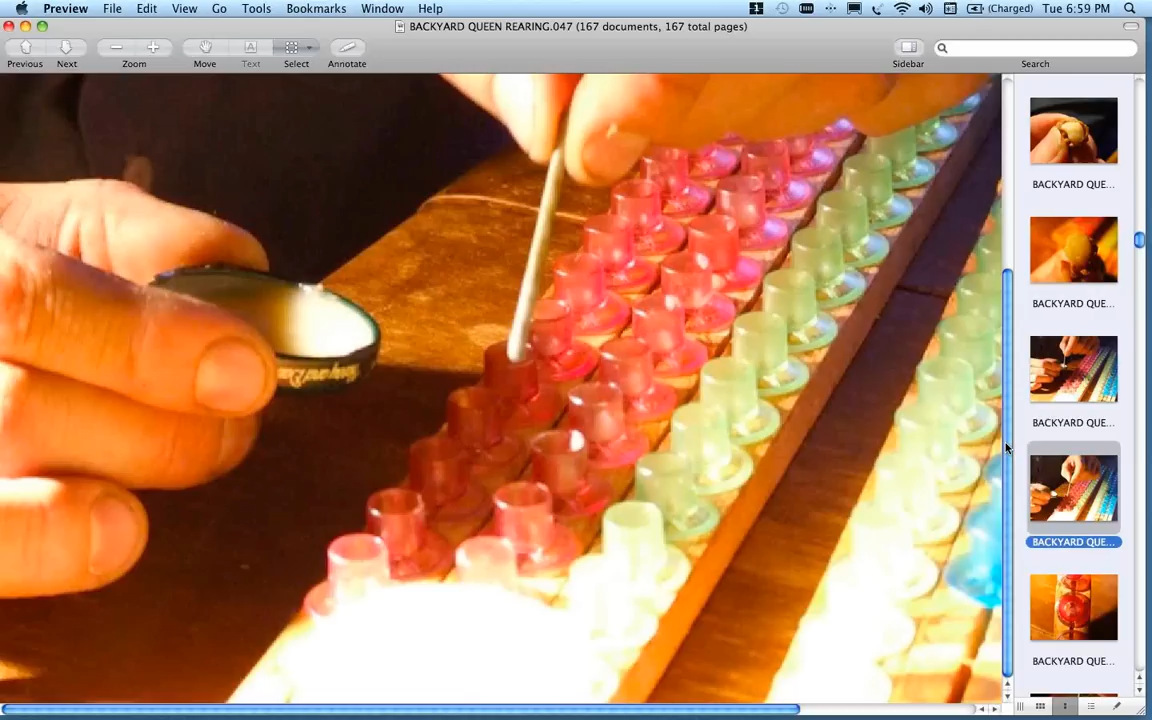 Preview File Edit View Go Tools Bookmarks Window Help 1 (Charged) Tue 6:59 PM
BACKYARD QUEEN REARING.047 (167 documents, 167 total pages)
Previous Next Zoom Move Text Select Annotate Sidebar Search
BACKYARD QUE...
BACKYARD QUE...
BACKYARD QUE...
BACKYARD QUE...
BACKYARD QUE...